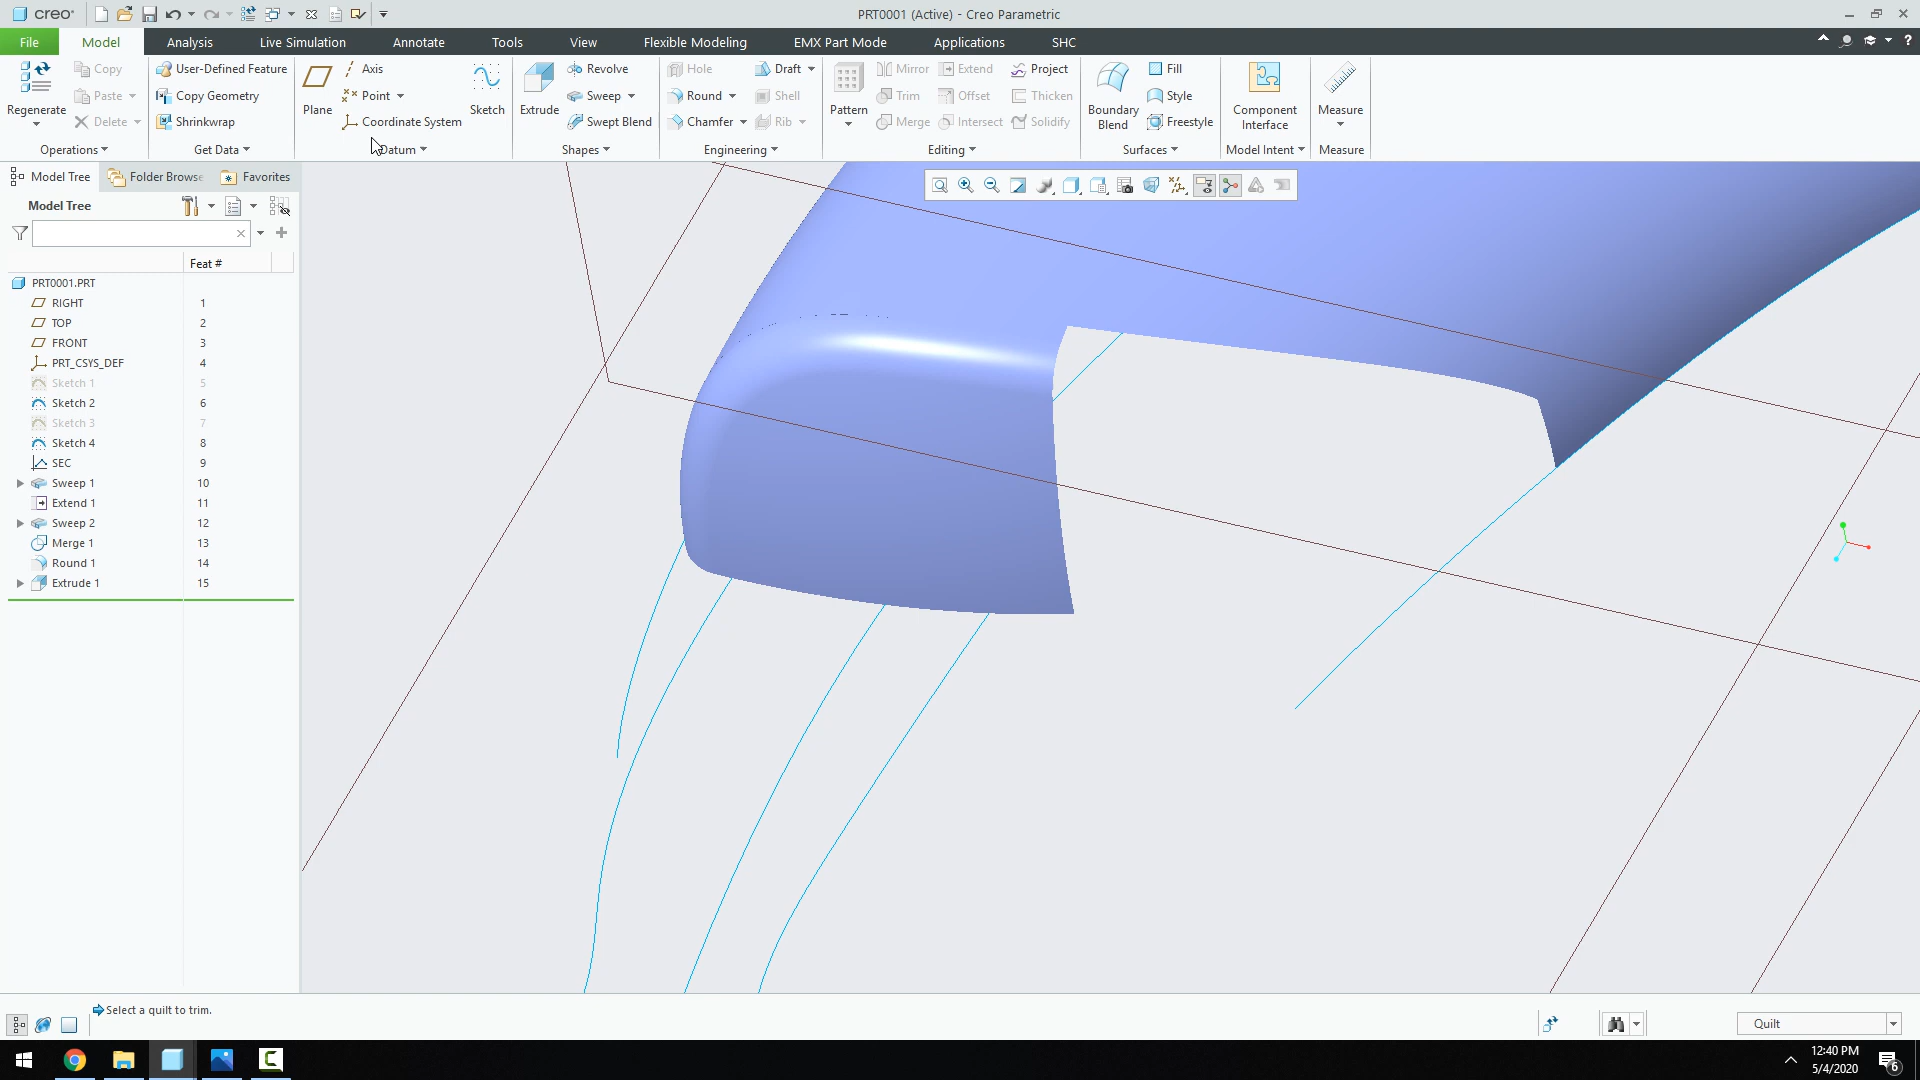 creo
PRT0001 (Active) - Creo Parametric
File
Model
Analysis
Live Simulation
Annotate
Tools
View
Flexible Modeling
EMX Part Mode
Applications
SHC
Regenerate
Copy
Paste
Delete
Operations
User-Defined Feature
Copy Geometry
Shrinkwrap
Get Data
Plane
Axis
Point
Coordinate System
Sketch
Datum
Extrude
Revolve
Sweep
Swept Blend
Shapes
Hole
Round
Chamfer
Draft
Shell
Rib
Engineering
Pattern
Mirror
Trim
Merge
Extend
Offset
Intersect
Project
Thicken
Solidify
Editing
Boundary
Blend
Fill
Style
Freestyle
Surfaces
Component
Interface
Model Intent
Measure
Measure
Model Tree
Folder Browse
Favorites
Model Tree
Feat #
PRT0001.PRT
RIGHT 1
TOP 2
FRONT 3
PRT_CSYS_DEF 4
Sketch 1 5
Sketch 2 6
Sketch 3 7
Sketch 4 8
SEC 9
Sweep 1 10
Extend 1 11
Sweep 2 12
Merge 1 13
Round 1 14
Extrude 1 15
Select a quilt to trim.
Quilt
12:40 PM
5/4/2020
6